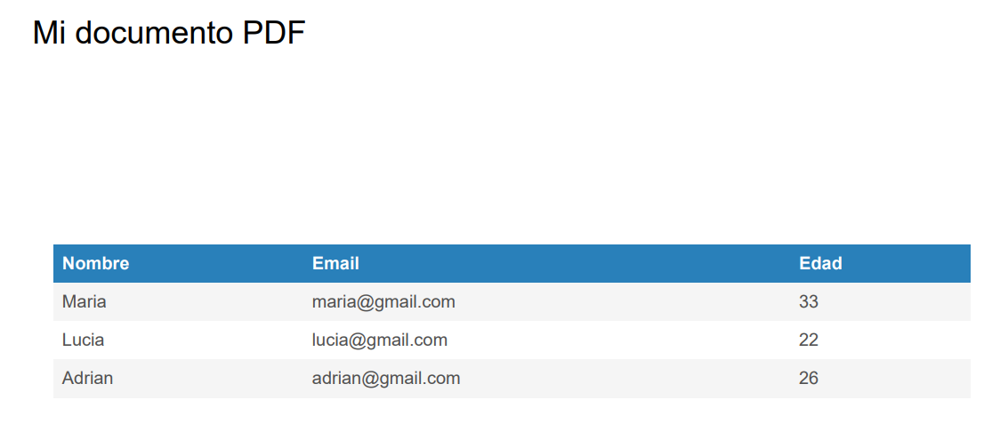 Mi documento PDF
Nombre Email Edad
Maria maria@gmail.com 33
Lucia lucia@gmail.com 22
Adrian adrian@gmail.com 26